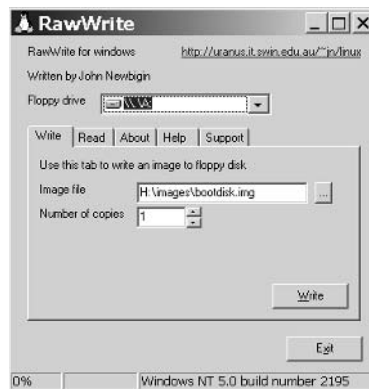 RawWrite
RawWrite for windows http://uranus.it.swin.edu.au/~jn/linux
Written by John Newbigin
Floppy drive \\.\A:
Write Read About Help Support
Use this tab to write an image to floppy disk
Image file H:\images\bootdisk.img ...
Number of copies 1
Write
Exit
0% Windows NT 5.0 build number 2195